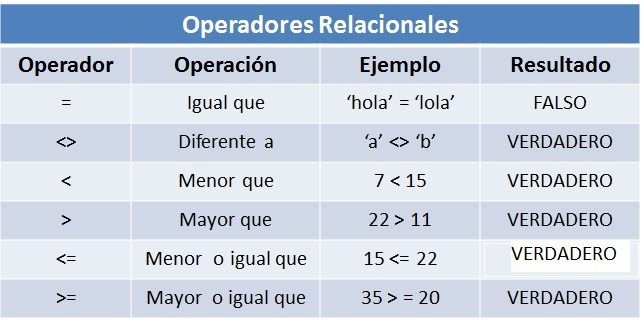 Operadores Relacionales
Operador Operación Ejemplo Resultado
= Igual que ‘hola’ = ‘lola’ FALSO
<> Diferente a ‘a’ <> ‘b’ VERDADERO
< Menor que 7 < 15 VERDADERO
> Mayor que 22 > 11 VERDADERO
<= Menor o igual que 15 <= 22 VERDADERO
>= Mayor o igual que 35 > = 20 VERDADERO